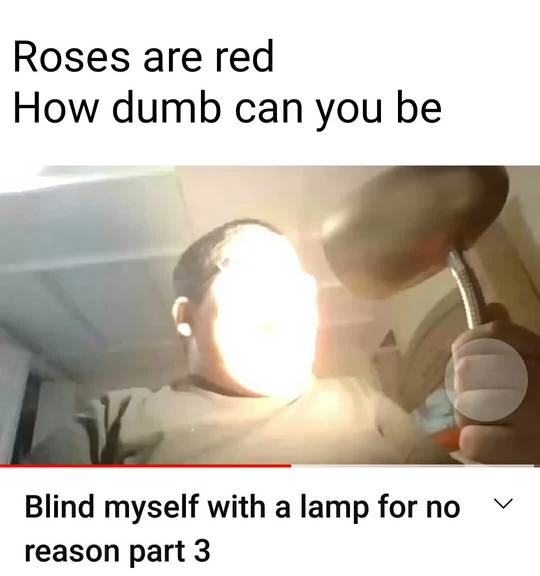 Roses are red
How dumb can you be
Blind myself with a lamp for no
reason part 3